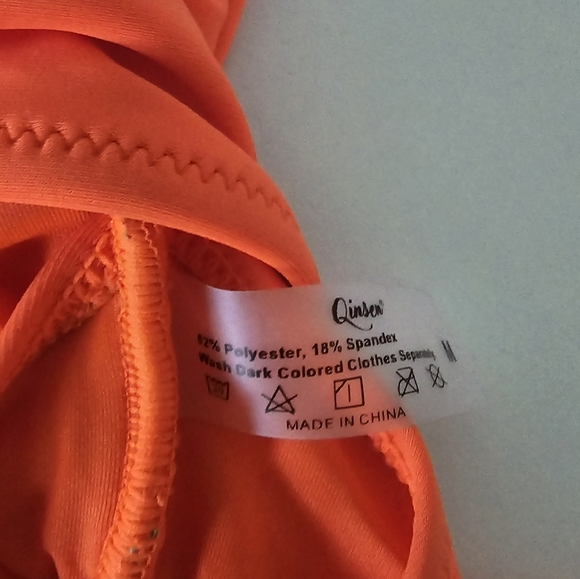 Qinsen®
82% Polyester, 18% Spandex
Wash Dark Colored Clothes Separately
M
MADE IN CHINA